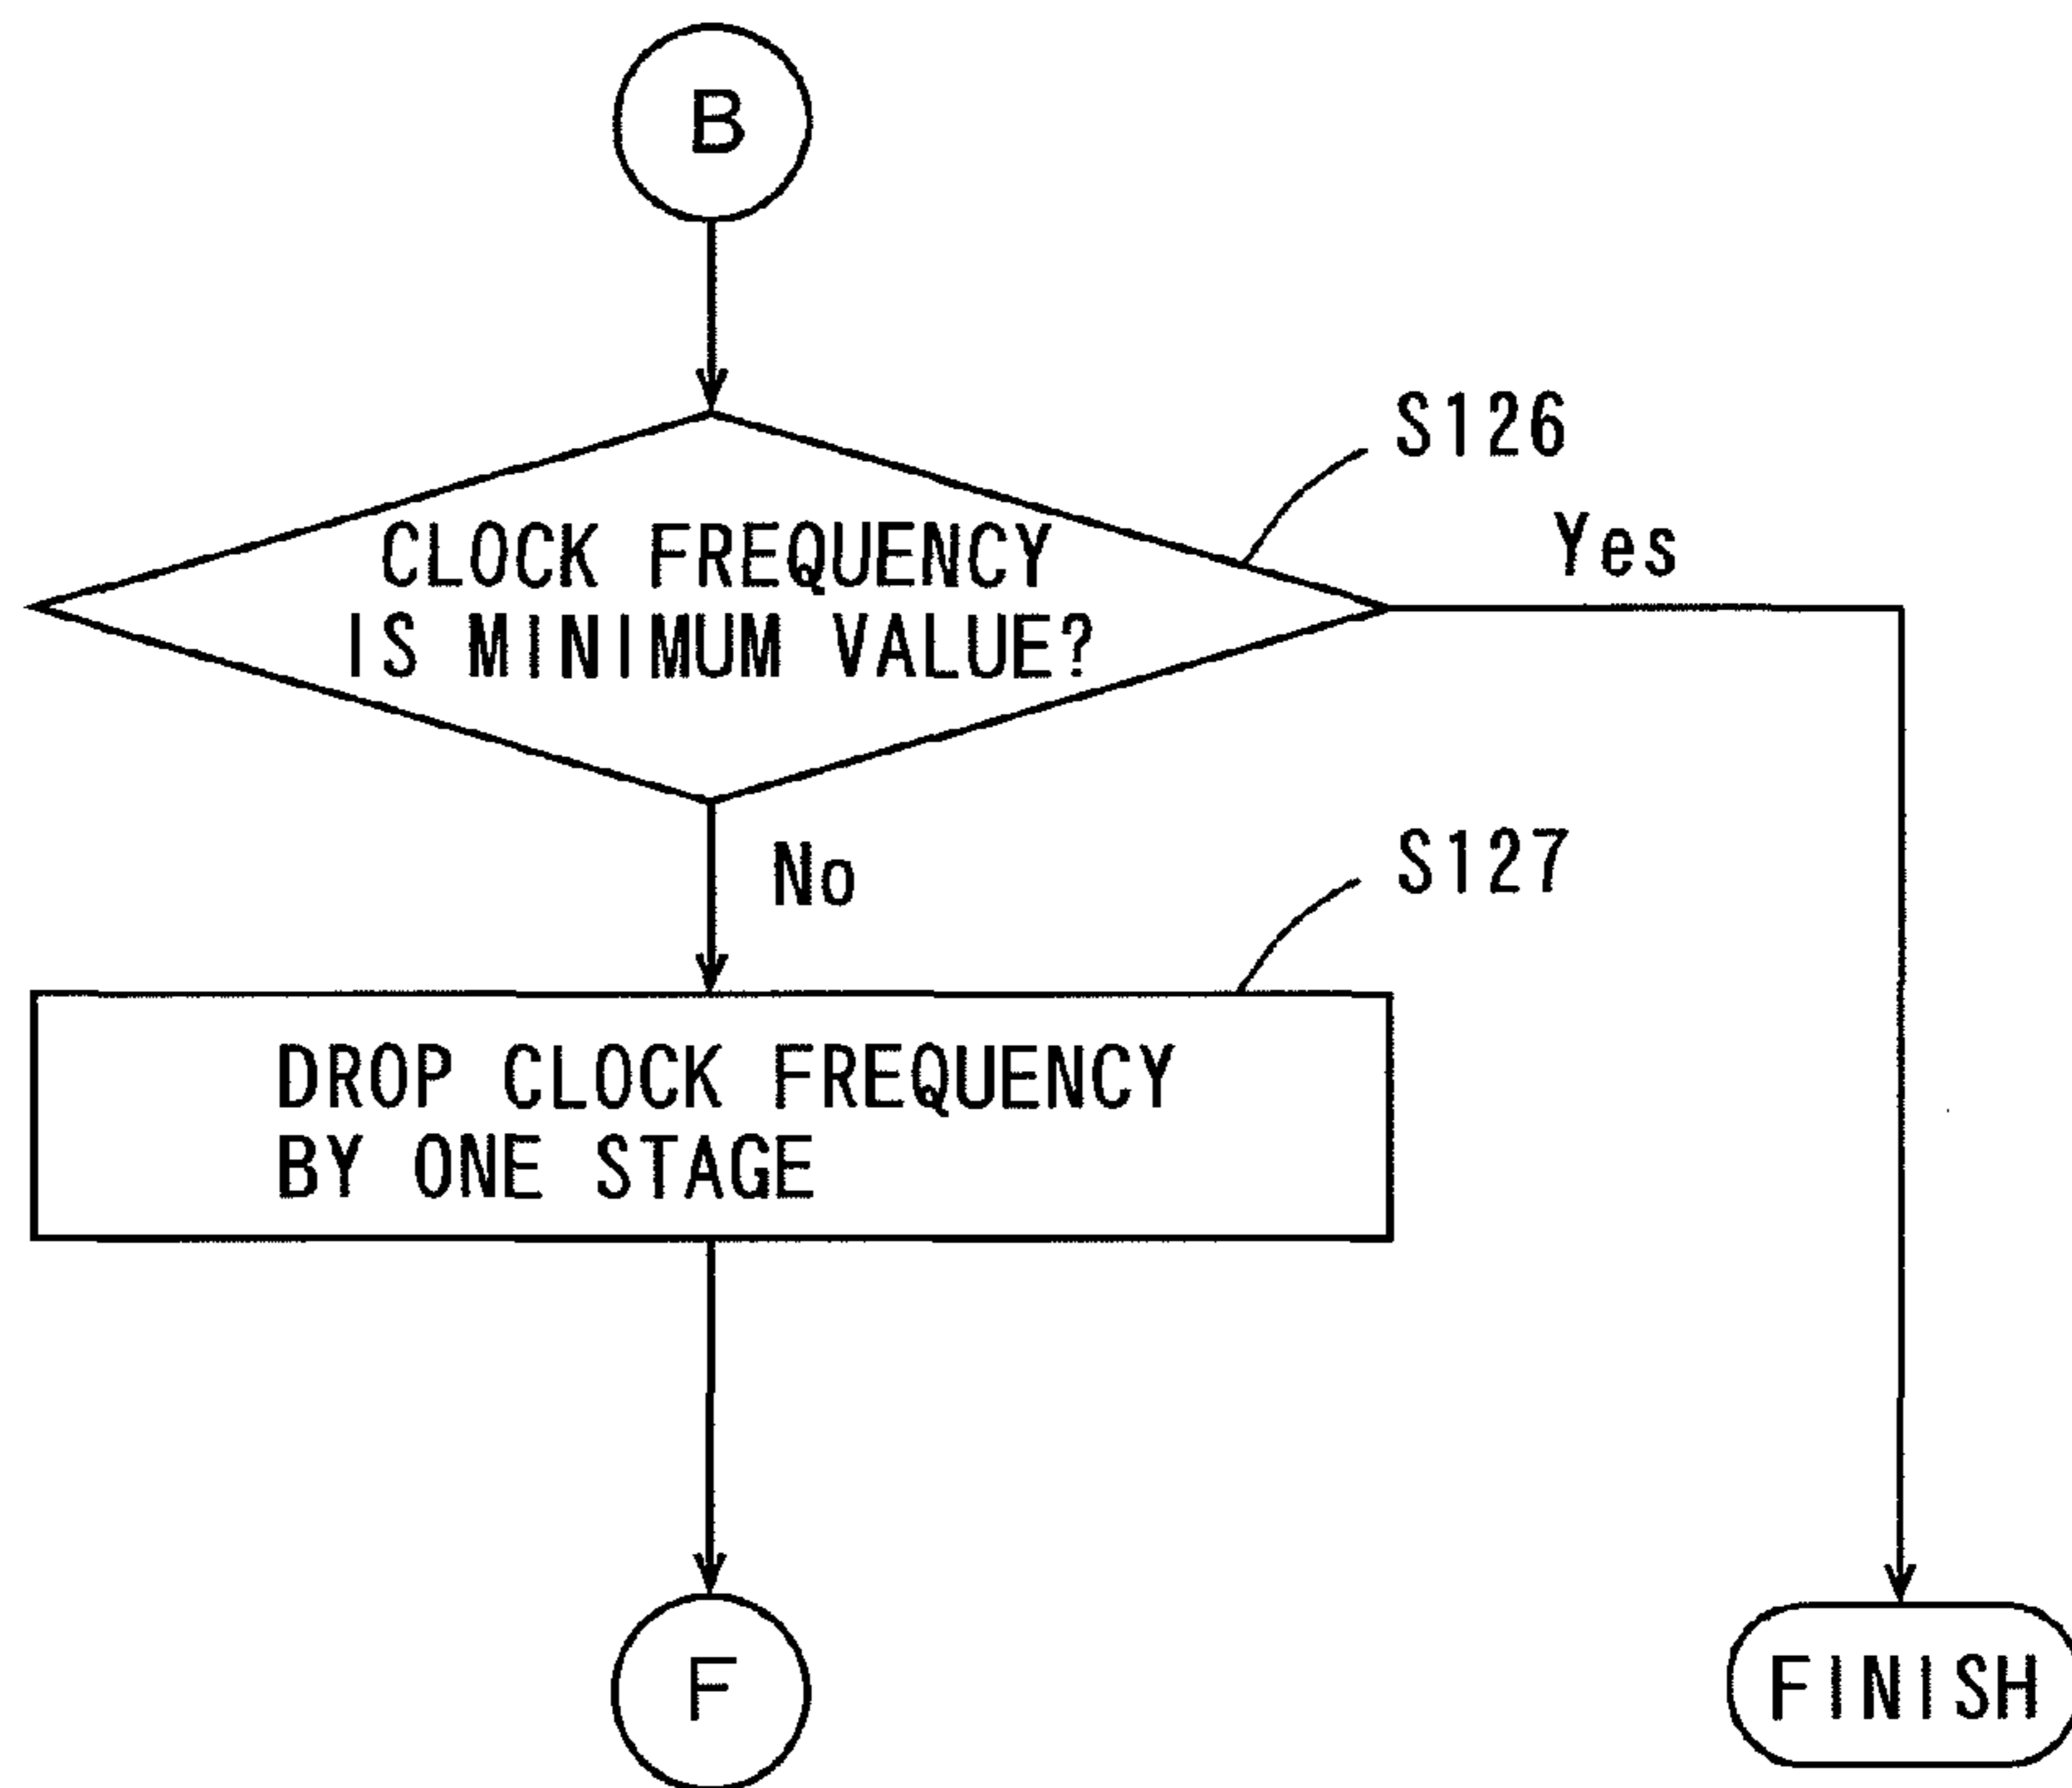 B
S126
CLOCK FREQUENCY
IS MINIMUM VALUE?
Yes
No
S127
DROP CLOCK FREQUENCY
BY ONE STAGE
F
FINISH